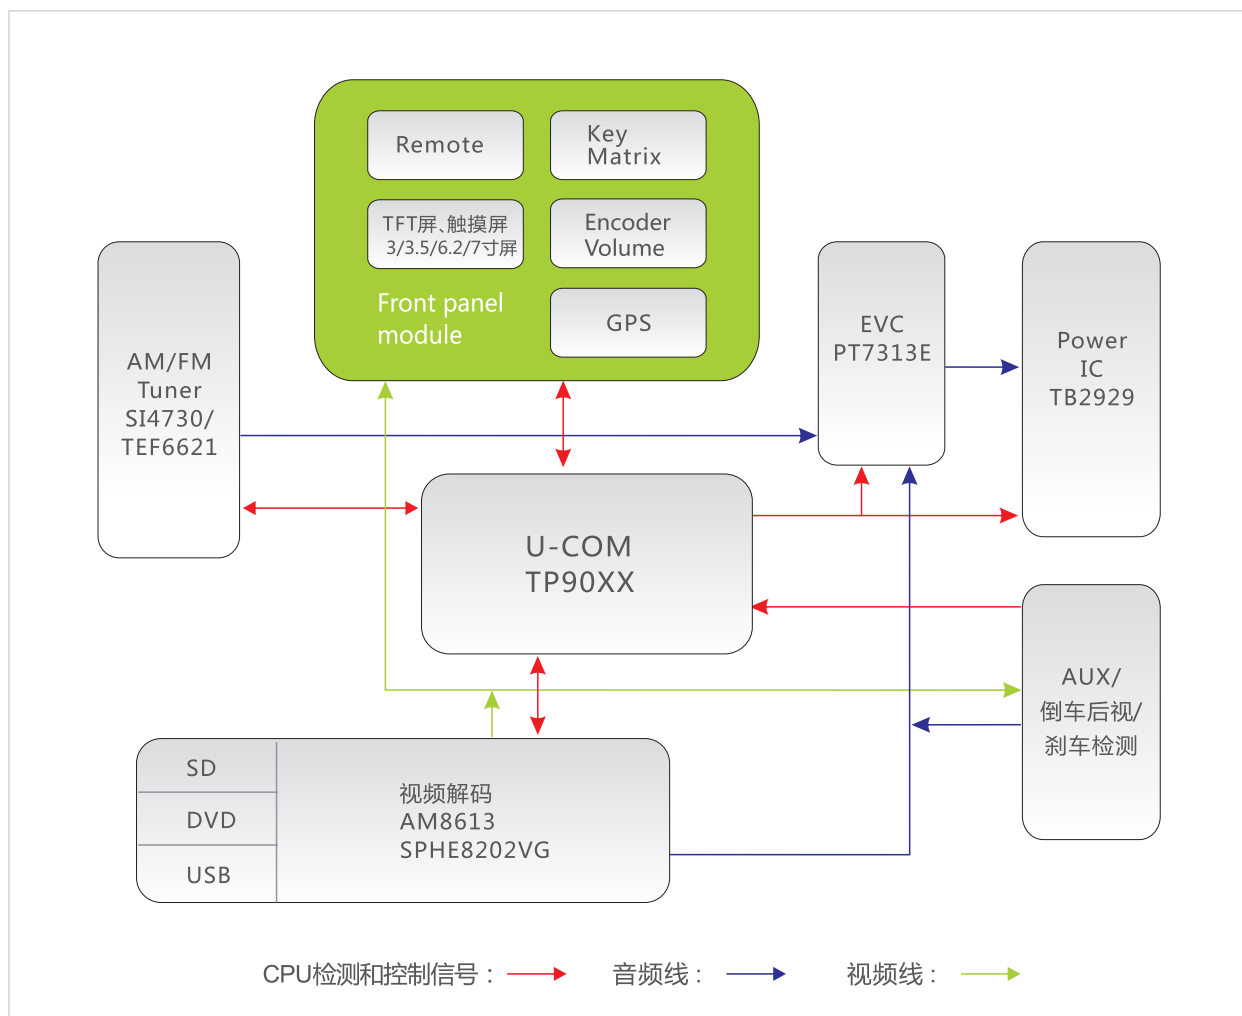 Remote
Key
Matrix
TFT屏、触摸屏
3/3.5/6.2/7寸屏
Encoder
Volume
Front panel
module
GPS
AM/FM
Tuner
SI4730/
TEF6621
EVC
PT7313E
Power
IC
TB2929
U-COM
TP90XX
AUX/
倒车后视/
刹车检测
SD
DVD
USB
视频解码
AM8613
SPHE8202VG
CPU检测和控制信号：
音频线：
视频线：